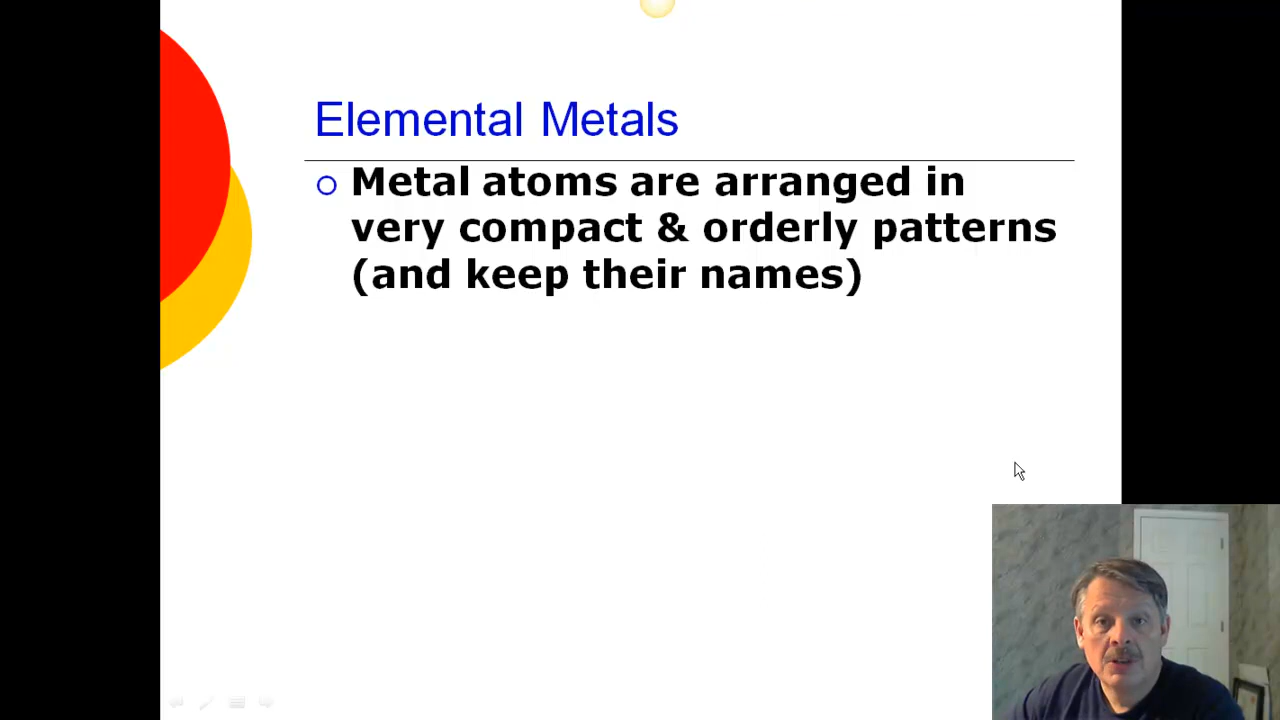 Elemental Metals
Metal atoms are arranged in
very compact & orderly patterns
(and keep their names)